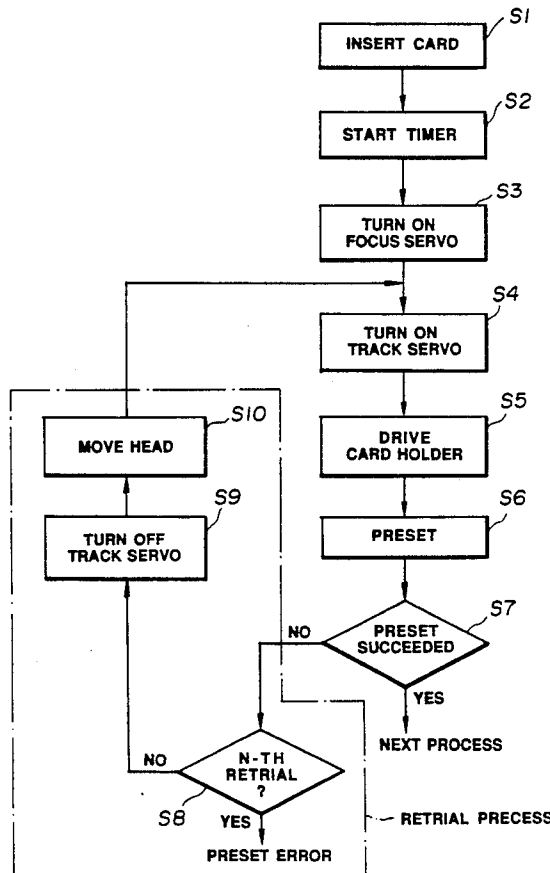 S1
INSERT CARD
S2
START TIMER
S3
TURN ON
FOCUS SERVO
S4
TURN ON
TRACK SERVO
S5
DRIVE
CARD HOLDER
S6
PRESET
S7
PRESET
SUCCEEDED
NO
YES
NEXT PROCESS
S10
MOVE HEAD
S9
TURN OFF
TRACK SERVO
NO
N-TH
RETRIAL
?
S8
YES
PRESET ERROR
RETRIAL PRECESS